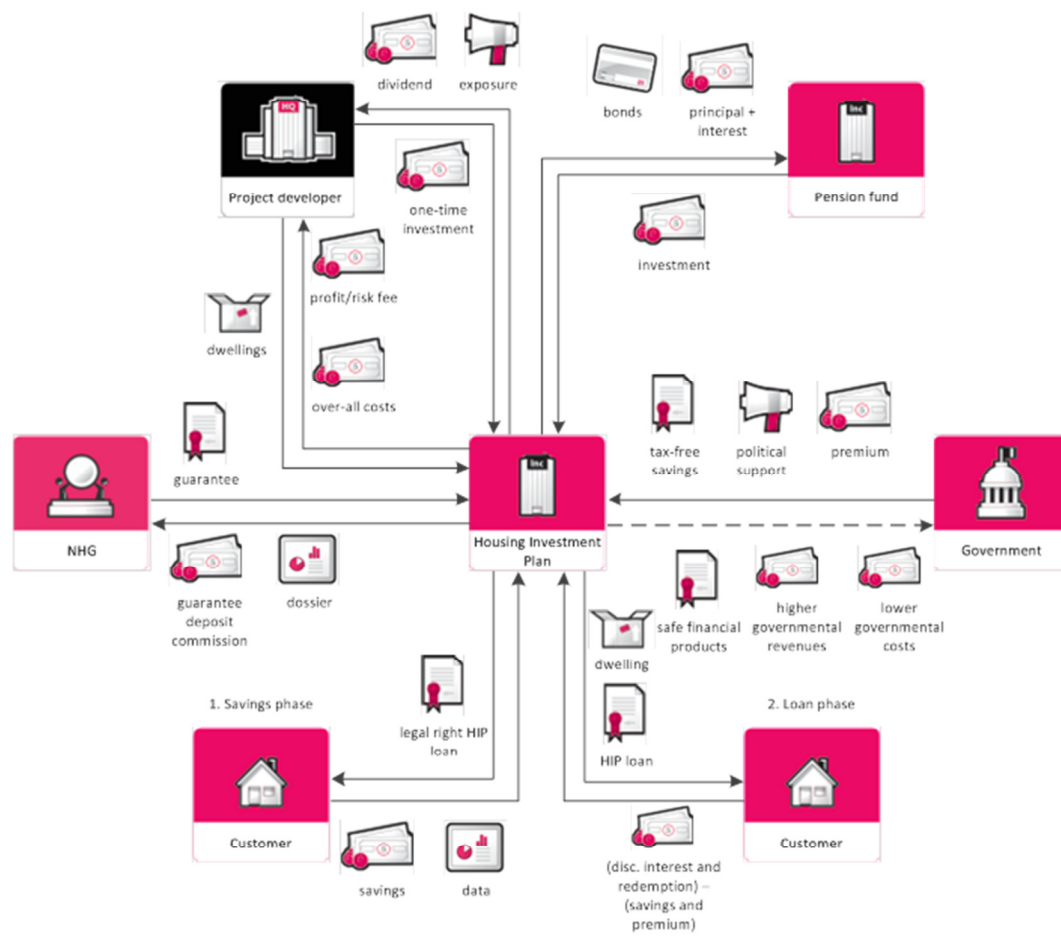 dividend
exposure
bonds
principal +
interest
HQ
Project developer
Inc
Pension fund
one-time
investment
investment
profit/risk fee
dwellings
over-all costs
tax-free
savings
political
support
premium
guarantee
Inc
NHG
Housing Investment
Plan
Government
guarantee
deposit
commission
dossier
safe financial
products
higher
governmental
revenues
lower
governmental
costs
dwelling
1. Savings phase
legal right HIP
loan
2. Loan phase
HIP loan
Customer
Customer
savings
data
(disc. interest and
redemption) –
(savings and
premium)